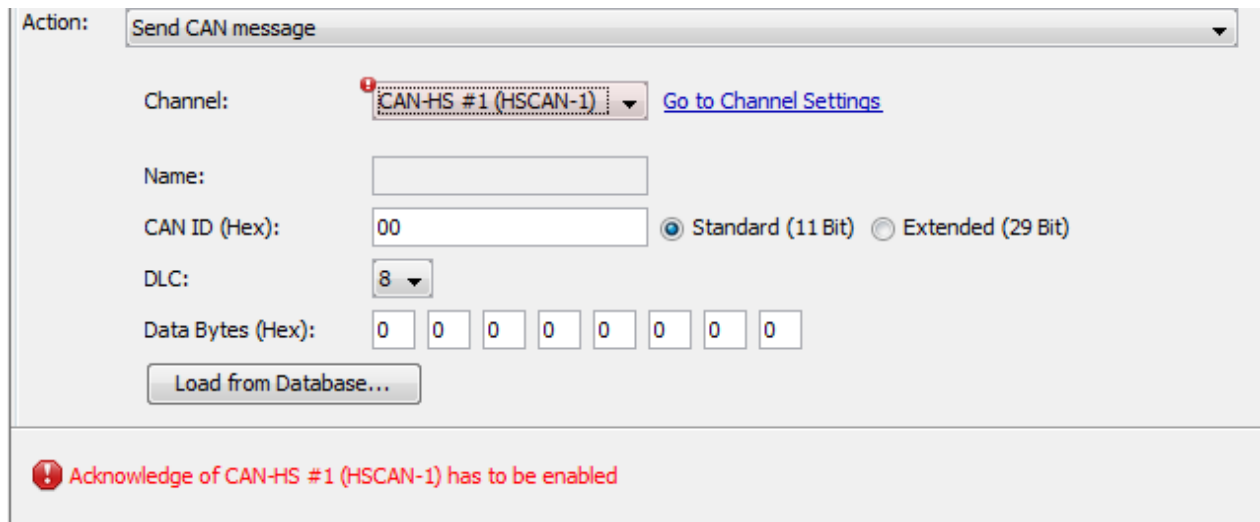 Action: Send CAN message
Channel: CAN-HS #1 (HSCAN-1) Go to Channel Settings
Name:
CAN ID (Hex): 00 Standard (11 Bit) Extended (29 Bit)
DLC: 8
Data Bytes (Hex): 0 0 0 0 0 0 0 0
Load from Database...
Acknowledge of CAN-HS #1 (HSCAN-1) has to be enabled